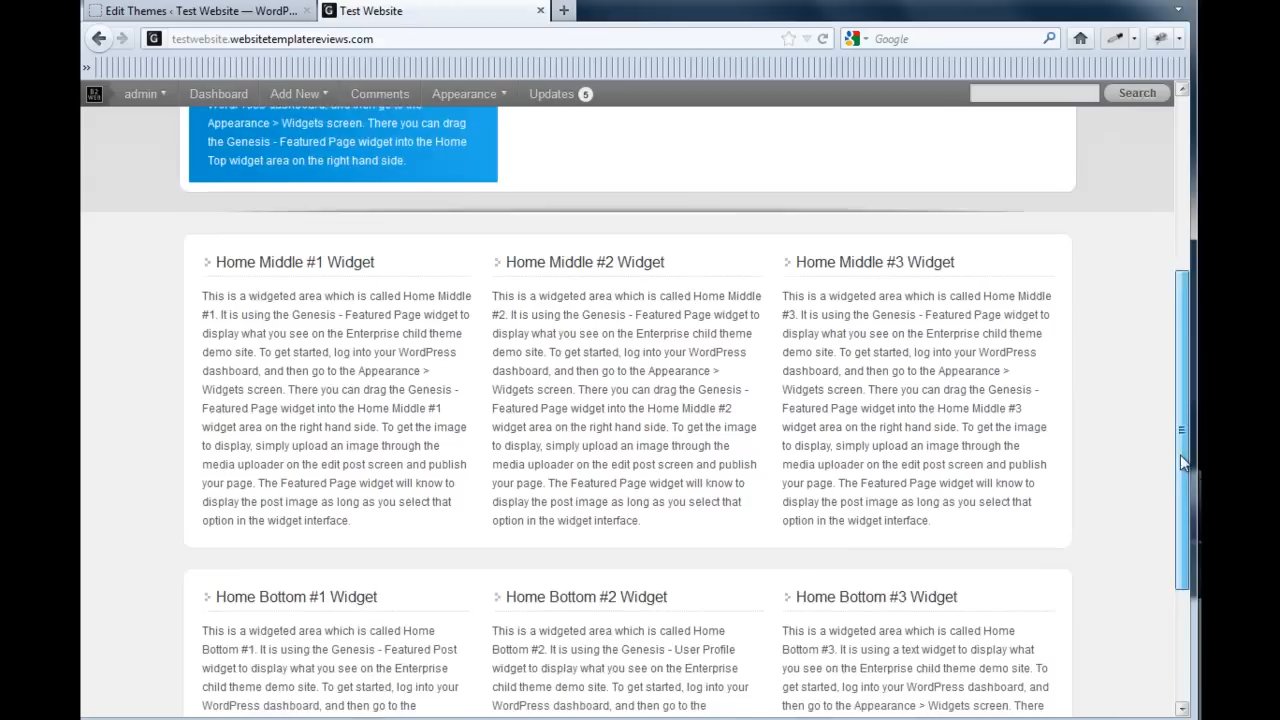 Edit Themes ‹ Test Website — WordP...
Test Website
testwebsite.websitetemplatereviews.com
Google
admin
Dashboard
Add New
Comments
Appearance
Updates 5
Search
Appearance > Widgets screen. There you can drag
the Genesis - Featured Page widget into the Home
Top widget area on the right hand side.
Home Middle #1 Widget
This is a widgeted area which is called Home Middle
#1. It is using the Genesis - Featured Page widget to
display what you see on the Enterprise child theme
demo site. To get started, log into your WordPress
dashboard, and then go to the Appearance >
Widgets screen. There you can drag the Genesis -
Featured Page widget into the Home Middle #1
widget area on the right hand side. To get the image
to display, simply upload an image through the
media uploader on the edit post screen and publish
your page. The Featured Page widget will know to
display the post image as long as you select that
option in the widget interface.
Home Middle #2 Widget
This is a widgeted area which is called Home Middle
#2. It is using the Genesis - Featured Page widget to
display what you see on the Enterprise child theme
demo site. To get started, log into your WordPress
dashboard, and then go to the Appearance >
Widgets screen. There you can drag the Genesis -
Featured Page widget into the Home Middle #2
widget area on the right hand side. To get the image
to display, simply upload an image through the
media uploader on the edit post screen and publish
your page. The Featured Page widget will know to
display the post image as long as you select that
option in the widget interface.
Home Middle #3 Widget
This is a widgeted area which is called Home Middle
#3. It is using the Genesis - Featured Page widget to
display what you see on the Enterprise child theme
demo site. To get started, log into your WordPress
dashboard, and then go to the Appearance >
Widgets screen. There you can drag the Genesis -
Featured Page widget into the Home Middle #3
widget area on the right hand side. To get the image
to display, simply upload an image through the
media uploader on the edit post screen and publish
your page. The Featured Page widget will know to
display the post image as long as you select that
option in the widget interface.
Home Bottom #1 Widget
This is a widgeted area which is called Home
Bottom #1. It is using the Genesis - Featured Post
widget to display what you see on the Enterprise
child theme demo site. To get started, log into your
WordPress dashboard, and then go to the
Home Bottom #2 Widget
This is a widgeted area which is called Home
Bottom #2. It is using the Genesis - User Profile
widget to display what you see on the Enterprise
child theme demo site. To get started, log into your
WordPress dashboard, and then go to the
Home Bottom #3 Widget
This is a widgeted area which is called Home
Bottom #3. It is using a text widget to display what
you see on the Enterprise child theme demo site. To
get started, log into your WordPress dashboard, and
then go to the Appearance > Widgets screen. There